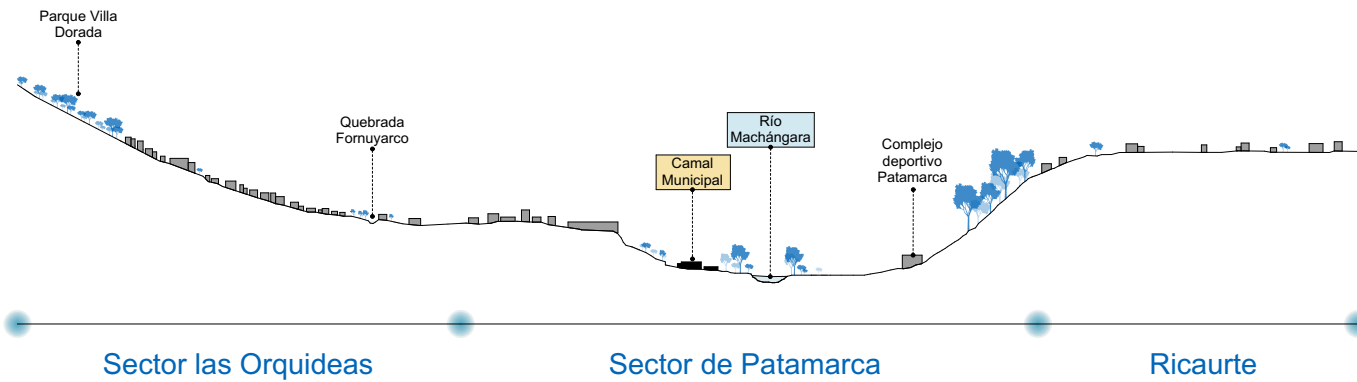 Parque Villa
Dorada
Quebrada
Fornuyarco
Camal
Municipal
Río
Machángara
Complejo
deportivo
Patamarca
Sector las Orquideas
Sector de Patamarca
Ricaurte